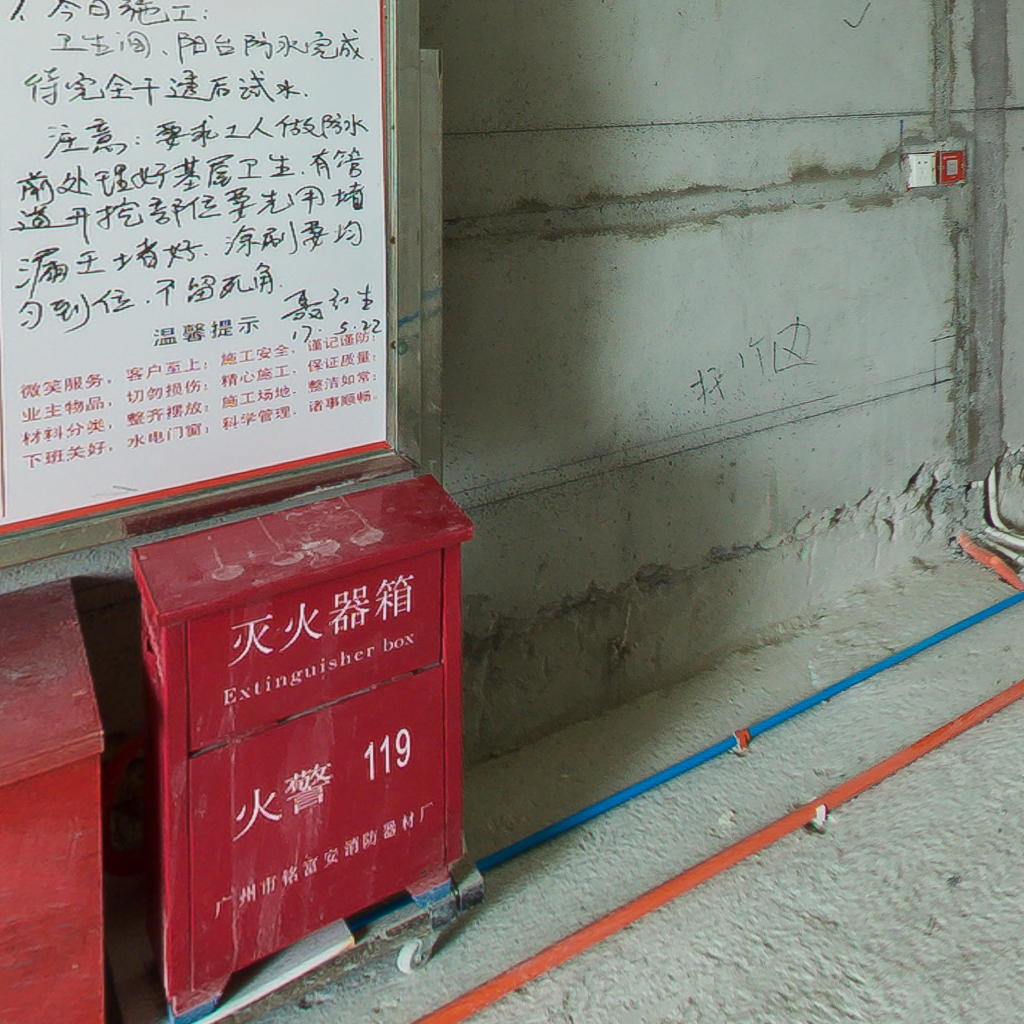 1. 今日施工:
卫生间、阳台防水完成
待完全干透后试水.
注意: 要求工人做防水
前处理好基层卫生.有管
道开挖部位要先用堵
漏王堵好.涂刷要均
匀到位.不留死角.
17.5.22
温馨提示
微笑服务，客户至上；施工安全，谨记谨防；
业主物品，切勿损伤；精心施工，保证质量；
材料分类，整齐摆放；施工场地，整洁如常；
下班关好，水电门窗；科学管理，诸事顺畅。
灭火器箱
Extinguisher box
火警 119
广州市铭富安消防器材厂